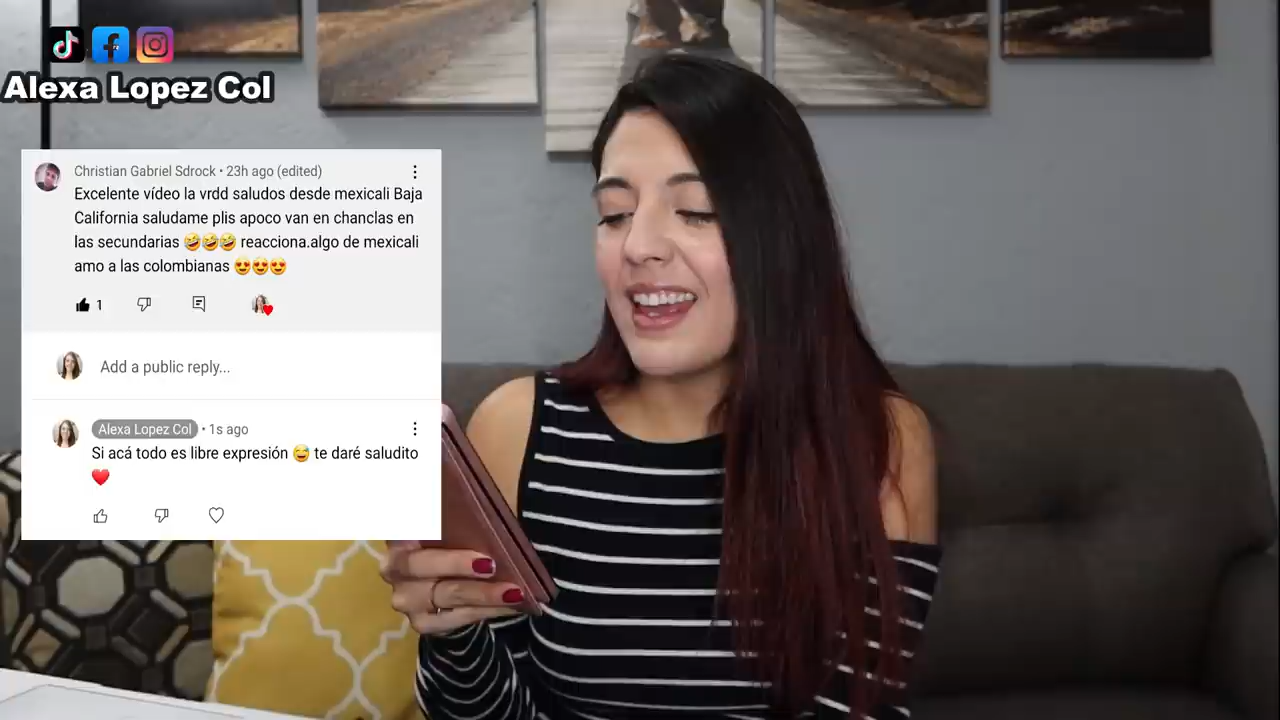 Alexa Lopez Col
Christian Gabriel Sdrock • 23h ago (edited)
Excelente vídeo la vrdd saludos desde mexicali Baja
California saludame plis apoco van en chanclas en
las secundarias 🤣🤣🤣 reacciona.algo de mexicali
amo a las colombianas 😍😍😍
1
Add a public reply...
Alexa Lopez Col • 1s ago
Si acá todo es libre expresión 😅 te daré saludito
❤️